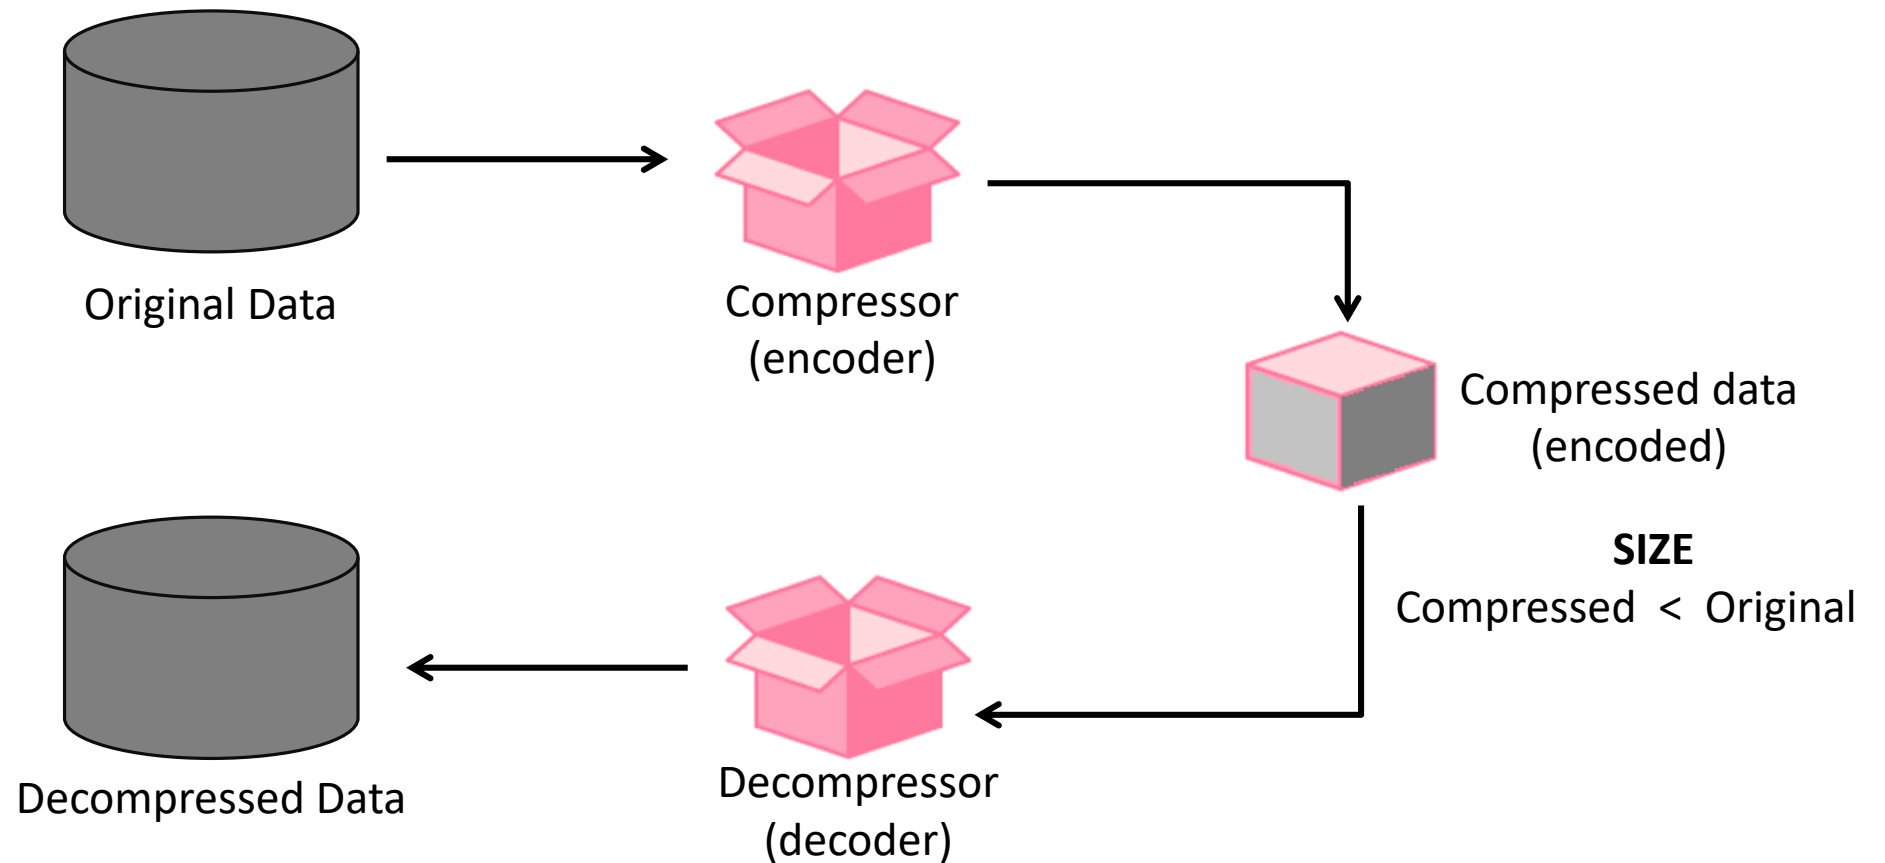 Original Data
Compressor
(encoder)
Compressed data
(encoded)
SIZE
Compressed < Original
Decompressor
(decoder)
Decompressed Data